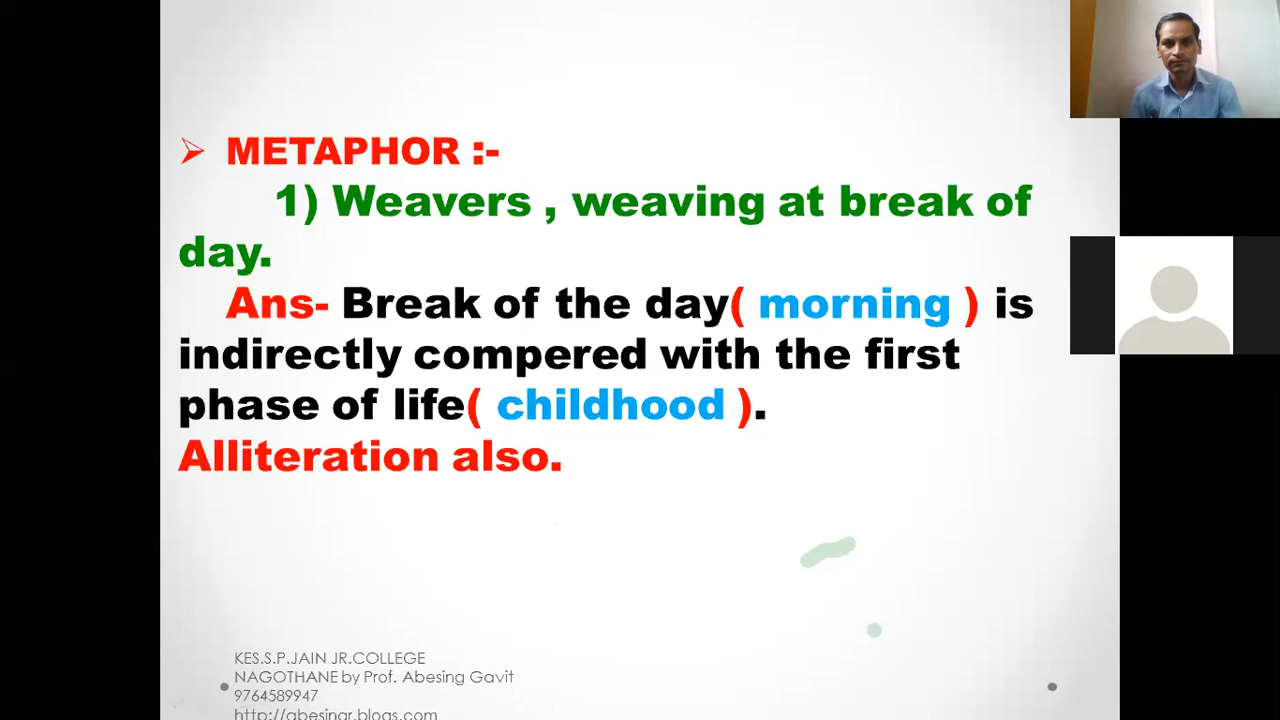 METAPHOR :-
1) Weavers , weaving at break of
day.
Ans- Break of the day( morning ) is
indirectly compered with the first
phase of life( childhood ).
Alliteration also.
KES.S.P.JAIN JR.COLLEGE
NAGOTHANE by Prof. Abesing Gavit
9764589947
http://abesingr.blogs.com